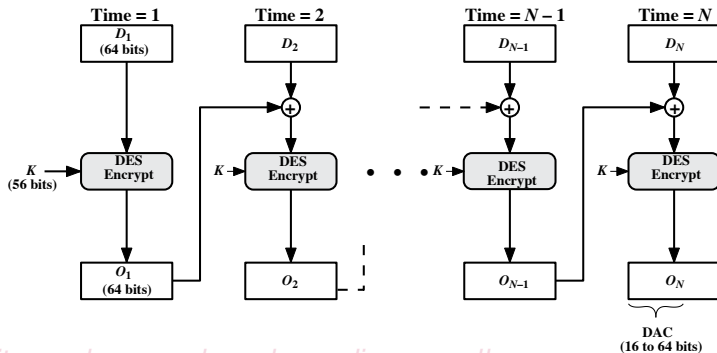 Time = 1 Time = 2 Time = N – 1 Time = N
D1
(64 bits)
D2
DN–1
DN
+ + +
K
(56 bits)
DES
Encrypt
K
DES
Encrypt
• • •
K
DES
Encrypt
K
DES
Encrypt
O1
(64 bits)
O2
ON–1
ON
DAC
(16 to 64 bits)